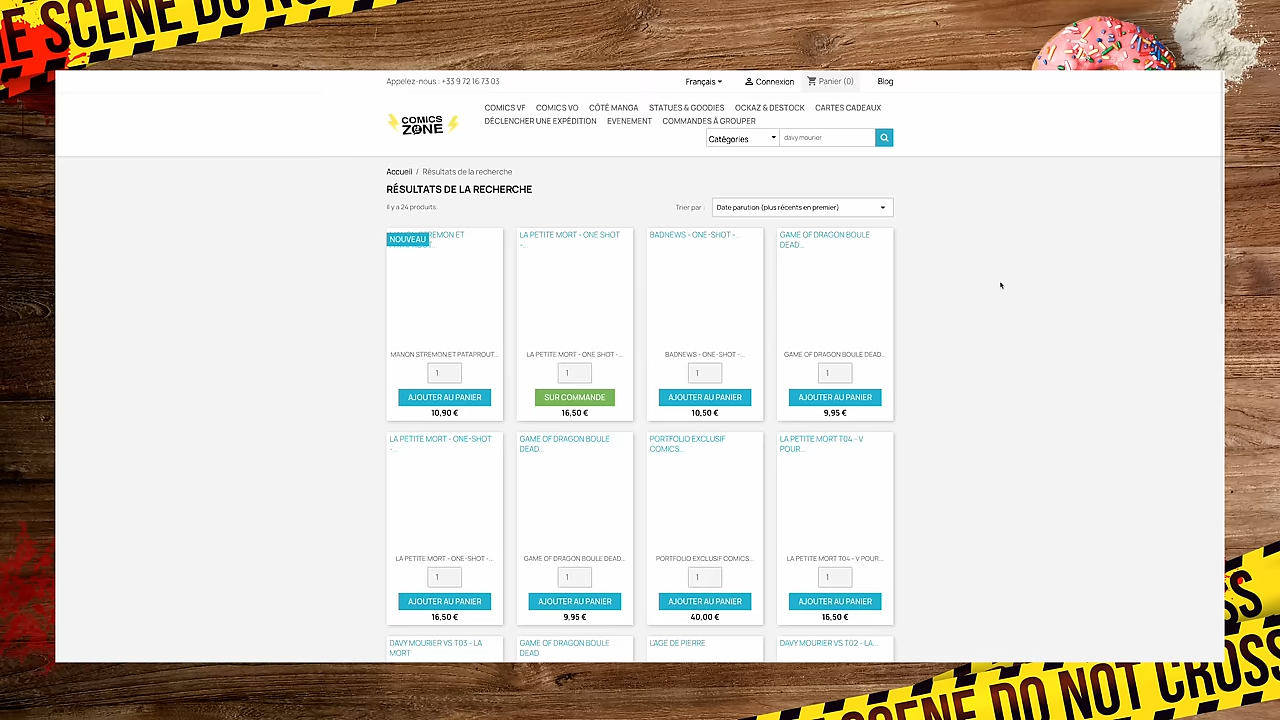 E SCENE DO NO
Appelez-nous : +33 9 72 16 73 03
Français
Connexion
Panier (0)
Blog
COMICS ZONE
COMICS VF COMICS VO CÔTÉ MANGA STATUES & GOODIES OCKAZ & DESTOCK CARTES CADEAUX
DÉCLENCHER UNE EXPÉDITION EVENEMENT COMMANDES À GROUPER
Catégories
davy mourier
Accueil / Résultats de la recherche
RÉSULTATS DE LA RECHERCHE
Il y a 24 produits.
Trier par :
Date parution (plus récents en premier)
NOUVEAU
LA PETITE MORT - ONE SHOT -...
BADNEWS - ONE-SHOT -...
GAME OF DRAGON BOULE DEAD...
MANON STREMON ET PATAPROUT...
LA PETITE MORT - ONE SHOT -...
BADNEWS - ONE-SHOT -...
GAME OF DRAGON BOULE DEAD...
1 1 1 1
AJOUTER AU PANIER
SUR COMMANDE
AJOUTER AU PANIER
AJOUTER AU PANIER
10,90 € 16,50 € 10,50 € 9,95 €
LA PETITE MORT - ONE-SHOT -...
GAME OF DRAGON BOULE DEAD...
PORTFOLIO EXCLUSIF COMICS...
LA PETITE MORT T04 - V POUR...
LA PETITE MORT - ONE-SHOT -...
GAME OF DRAGON BOULE DEAD...
PORTFOLIO EXCLUSIF COMICS...
LA PETITE MORT T04 - V POUR...
1 1 1 1
AJOUTER AU PANIER
AJOUTER AU PANIER
AJOUTER AU PANIER
AJOUTER AU PANIER
16,50 € 9,95 € 40,00 € 16,50 €
DAVY MOURIER VS T03 - LA MORT
GAME OF DRAGON BOULE DEAD
L'AGE DE PIERRE
DAVY MOURIER VS T02 - LA...
SS
SCENE DO NOT CROSS